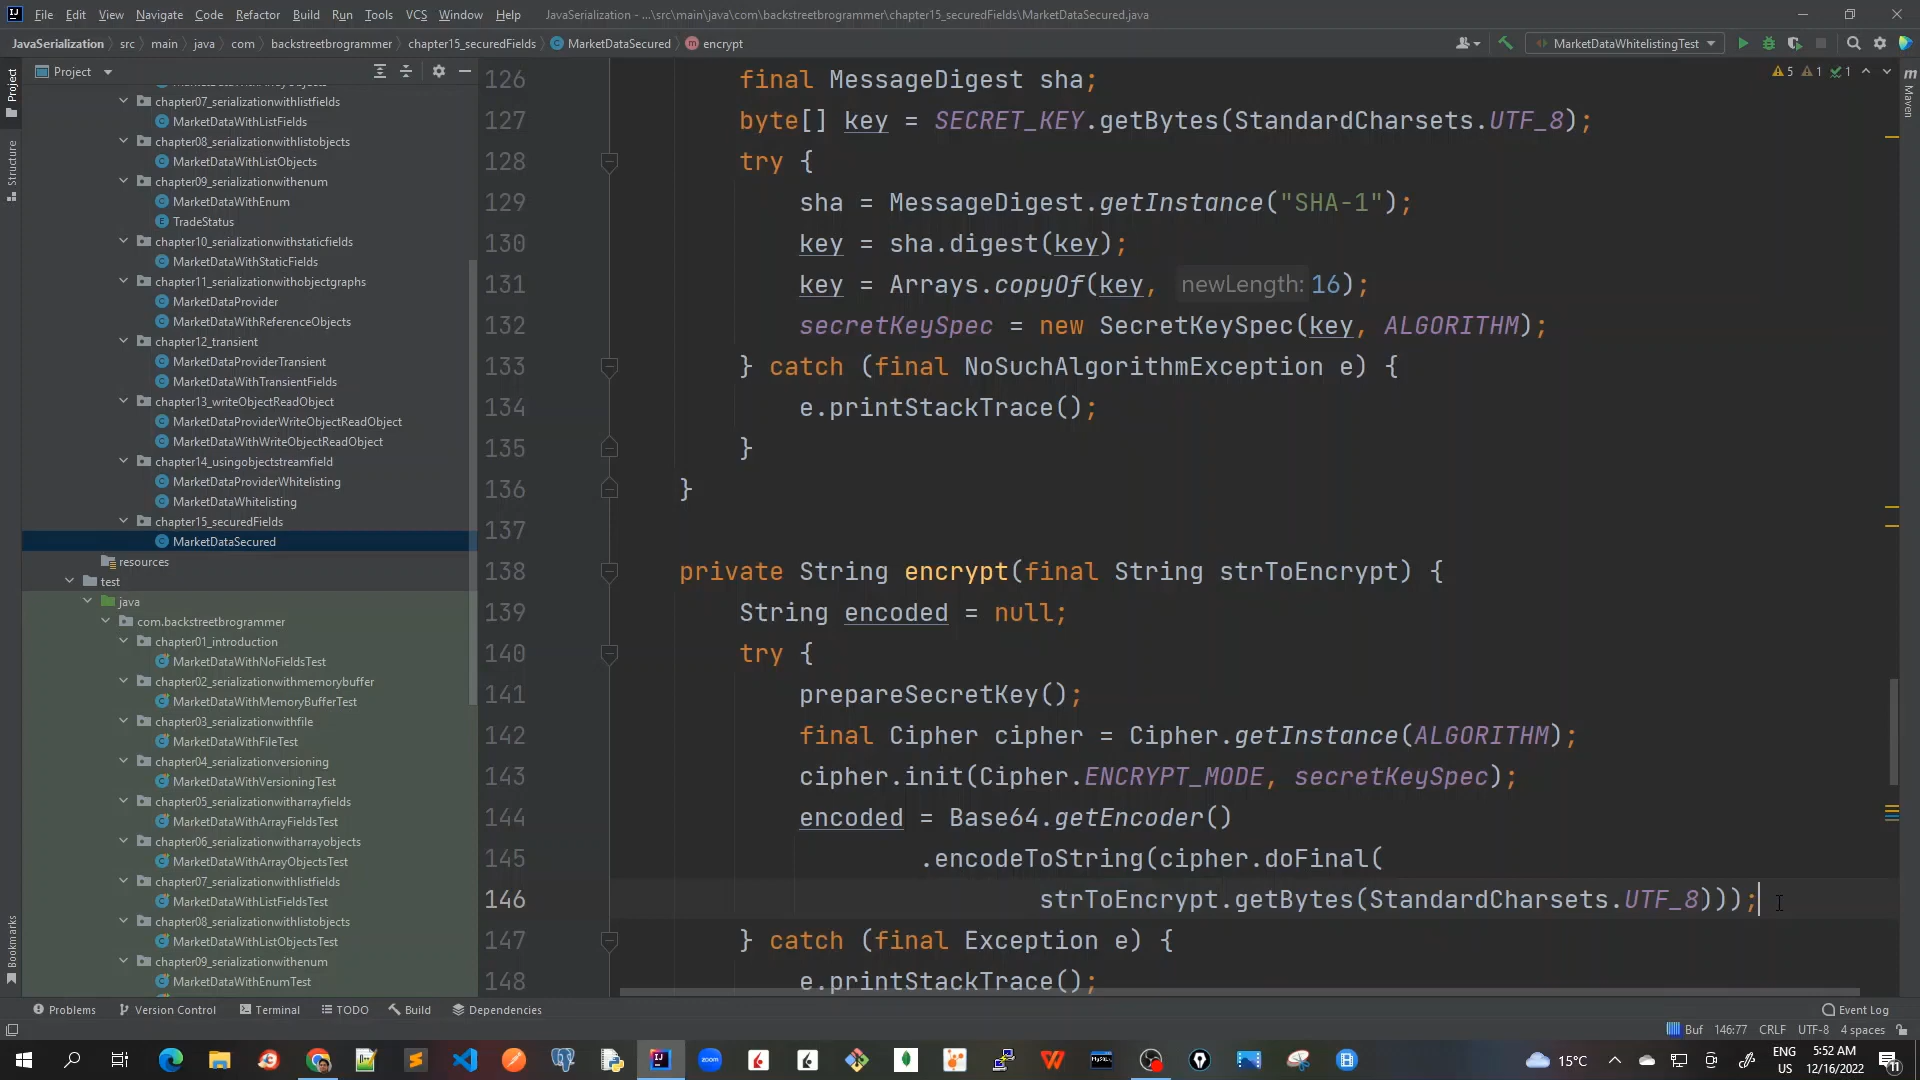 File Edit View Navigate Code Refactor Build Run Tools VCS Window Help JavaSerialization - ...\src\main\java\com\backstreetbrogrammer\chapter15_securedFields\MarketDataSecured.java
JavaSerialization src main java com backstreetbrogrammer chapter15_securedFields MarketDataSecured encrypt MarketDataWhitelistingTest
Project
Project
Structure
Bookmarks
Maven
5 1 1
chapter07_serializationwithlistfields
MarketDataWithListFields
chapter08_serializationwithlistobjects
MarketDataWithListObjects
chapter09_serializationwithenum
MarketDataWithEnum
TradeStatus
chapter10_serializationwithstaticfields
MarketDataWithStaticFields
chapter11_serializationwithobjectgraphs
MarketDataProvider
MarketDataWithReferenceObjects
chapter12_transient
MarketDataProviderTransient
MarketDataWithTransientFields
chapter13_writeObjectReadObject
MarketDataProviderWriteObjectReadObject
MarketDataWithWriteObjectReadObject
chapter14_usingobjectstreamfield
MarketDataProviderWhitelisting
MarketDataWhitelisting
chapter15_securedFields
MarketDataSecured
resources
test
java
com.backstreetbrogrammer
chapter01_introduction
MarketDataWithNoFieldsTest
chapter02_serializationwithmemorybuffer
MarketDataWithMemoryBufferTest
chapter03_serializationwithfile
MarketDataWithFileTest
chapter04_serializationversioning
MarketDataWithVersioningTest
chapter05_serializationwitharrayfields
MarketDataWithArrayFieldsTest
chapter06_serializationwitharrayobjects
MarketDataWithArrayObjectsTest
chapter07_serializationwithlistfields
MarketDataWithListFieldsTest
chapter08_serializationwithlistobjects
MarketDataWithListObjectsTest
chapter09_serializationwithenum
MarketDataWithEnumTest
126 final MessageDigest sha;
127 byte[] key = SECRET_KEY.getBytes(StandardCharsets.UTF_8);
128 try {
129 sha = MessageDigest.getInstance("SHA-1");
130 key = sha.digest(key);
131 key = Arrays.copyOf(key, newLength: 16);
132 secretKeySpec = new SecretKeySpec(key, ALGORITHM);
133 } catch (final NoSuchAlgorithmException e) {
134 e.printStackTrace();
135 }
136 }
137
138 private String encrypt(final String strToEncrypt) {
139 String encoded = null;
140 try {
141 prepareSecretKey();
142 final Cipher cipher = Cipher.getInstance(ALGORITHM);
143 cipher.init(Cipher.ENCRYPT_MODE, secretKeySpec);
144 encoded = Base64.getEncoder()
145 .encodeToString(cipher.doFinal(
146 strToEncrypt.getBytes(StandardCharsets.UTF_8)));
147 } catch (final Exception e) {
148 e.printStackTrace();
Problems Version Control Terminal TODO Build Dependencies Event Log
Buf 146:77 CRLF UTF-8 4 spaces
15°C ENG 5:52 AM
US 12/16/2022 11